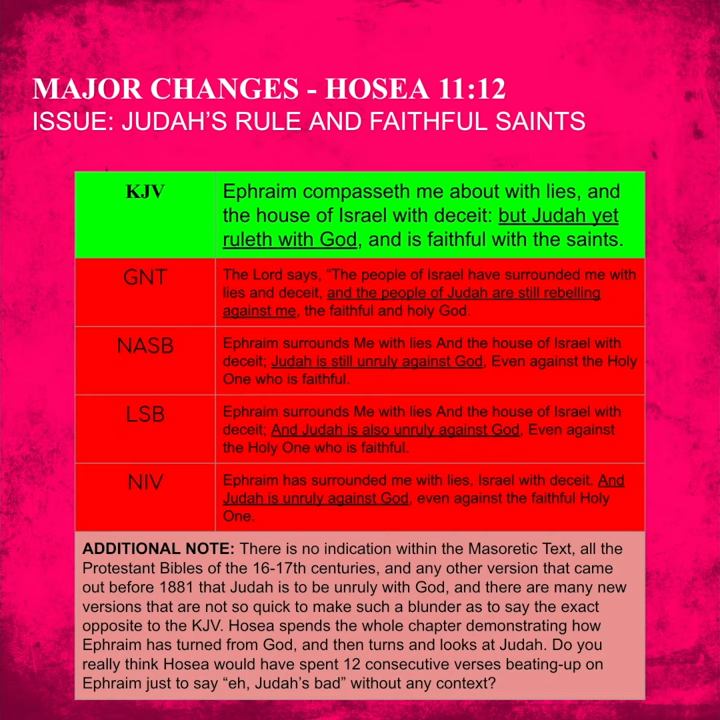 MAJOR CHANGES - HOSEA 11:12
ISSUE: JUDAH'S RULE AND FAITHFUL SAINTS
KJV
Ephraim compasseth me about with lies, and
the house of Israel with deceit: but Judah yet
ruleth with God, and is faithful with the saints.
GNT
The Lord says, “The people of Israel have surrounded me with
lies and deceit, and the people of Judah are still rebelling
against me, the faithful and holy God.
NASB
Ephraim surrounds Me with lies And the house of Israel with
deceit; Judah is still unruly against God, Even against the Holy
One who is faithful.
LSB
Ephraim surrounds Me with lies And the house of Israel with
deceit; And Judah is also unruly against God, Even against
the Holy One who is faithful.
NIV
Ephraim has surrounded me with lies, Israel with deceit. And
Judah is unruly against God, even against the faithful Holy
One.
ADDITIONAL NOTE: There is no indication within the Masoretic Text, all the
Protestant Bibles of the 16-17th centuries, and any other version that came
out before 1881 that Judah is to be unruly with God, and there are many new
versions that are not so quick to make such a blunder as to say the exact
opposite to the KJV. Hosea spends the whole chapter demonstrating how
Ephraim has turned from God, and then turns and looks at Judah. Do you
really think Hosea would have spent 12 consecutive verses beating-up on
Ephraim just to say “eh, Judah's bad” without any context?